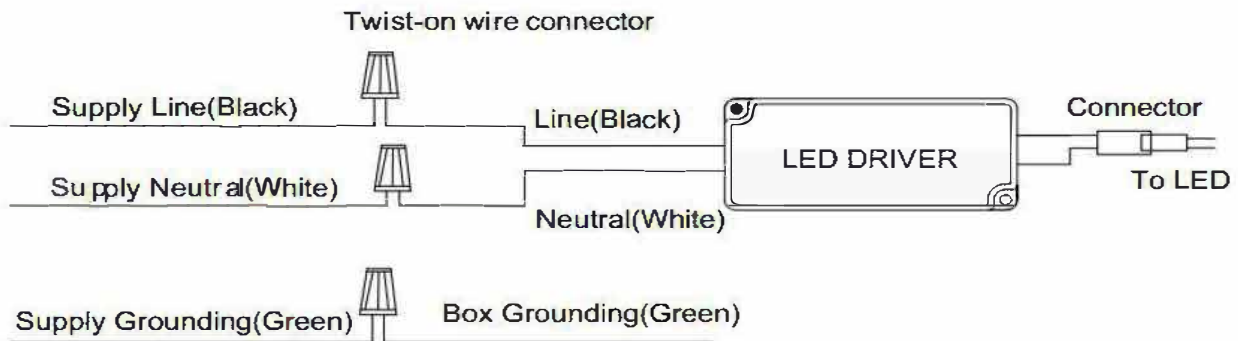 Twist-on wire connector
Supply Line(Black)
Line(Black)
Connector
LED DRIVER
To LED
Supply Neutral(White)
Neutral(White)
Supply Grounding(Green)
Box Grounding(Green)